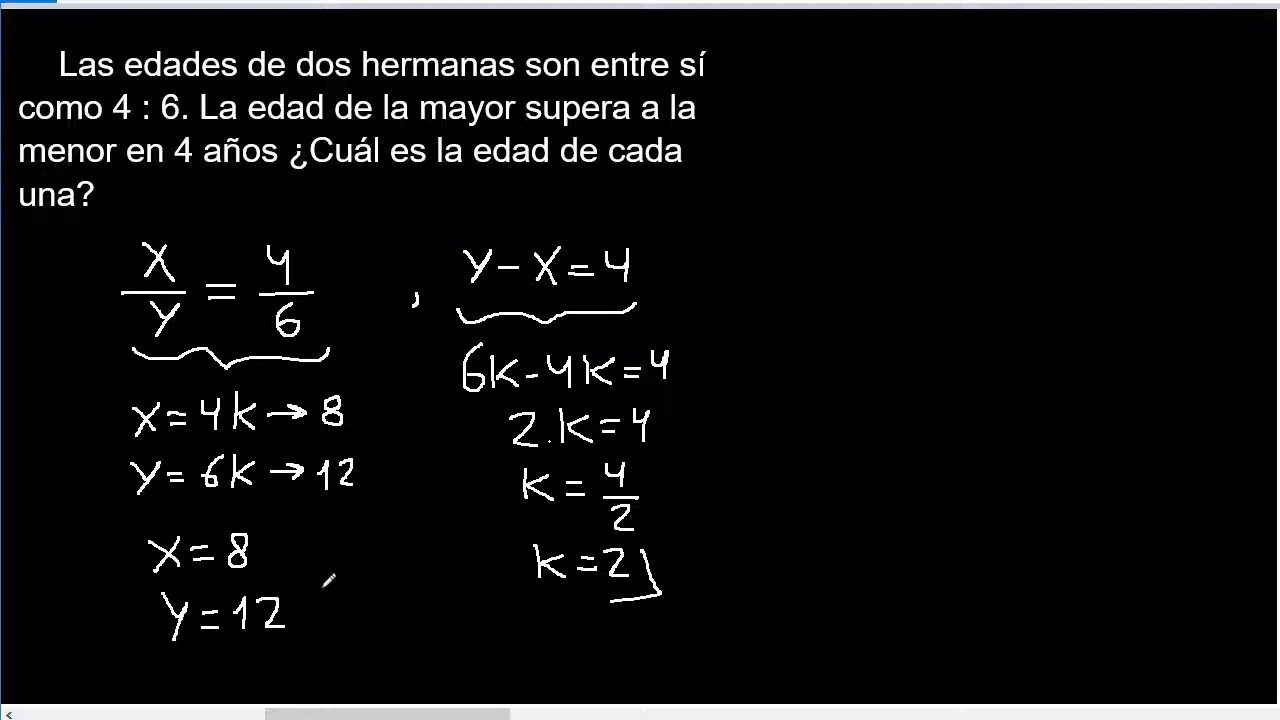 Las edades de dos hermanas son entre sí
como 4 : 6. La edad de la mayor supera a la
menor en 4 años ¿Cuál es la edad de cada
una?
X/Y = 4/6 , Y - X = 4
X = 4K → 8
Y = 6K → 12
X = 8
Y = 12
6K - 4K = 4
2.K = 4
K = 4/2
K = 2